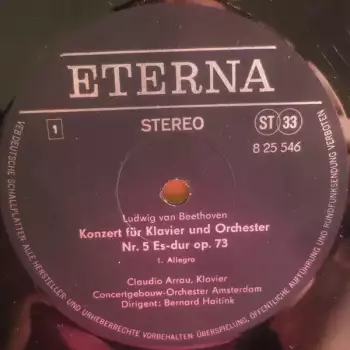 ETERNA
1
STEREO
ST 33
8 25 546
Ludwig van Beethoven
Konzert für Klavier und Orchester
Nr. 5 Es-dur op. 73
1. Allegro
Claudio Arrau, Klavier
Concertgebouw-Orchester Amsterdam
Dirigent: Bernard Haitink
VEB DEUTSCHE SCHALLPLATTEN · ALLE HERSTELLER- UND URHEBERRECHTE VORBEHALTEN · ÜBERSPIELUNG, ÖFFENTLICHE AUFFÜHRUNG UND RUNDFUNKSENDUNG VERBOTEN